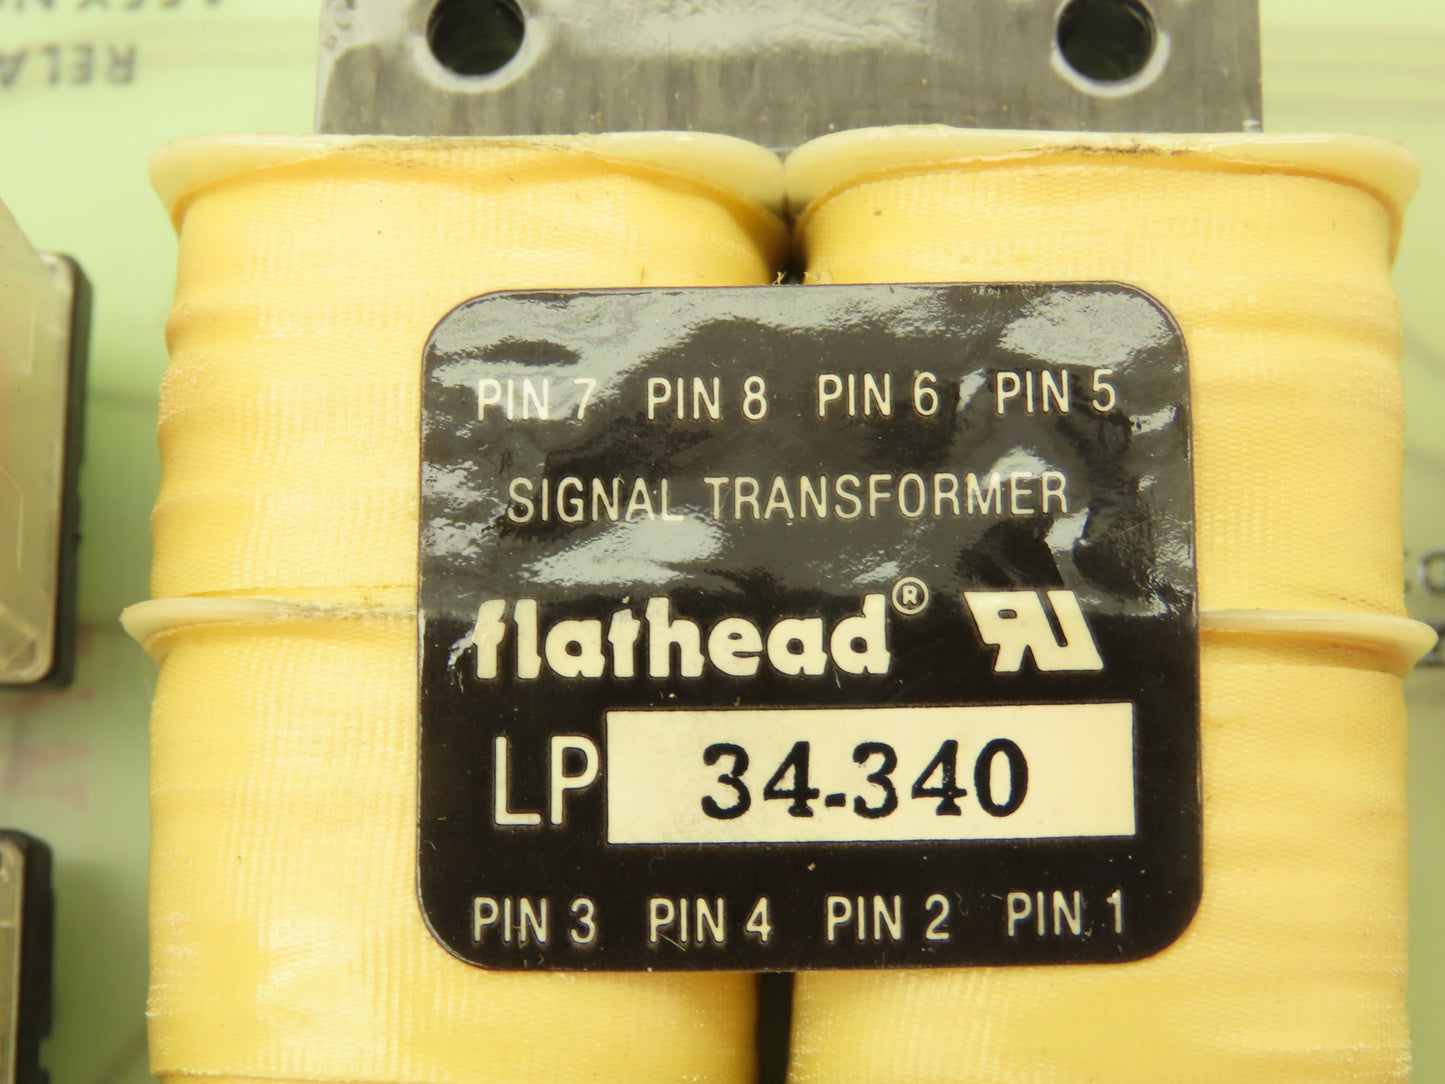 RELA
PIN 7 PIN 8 PIN 6 PIN 5
SIGNAL TRANSFORMER
flathead®
LP 34-340
PIN 3 PIN 4 PIN 2 PIN 1